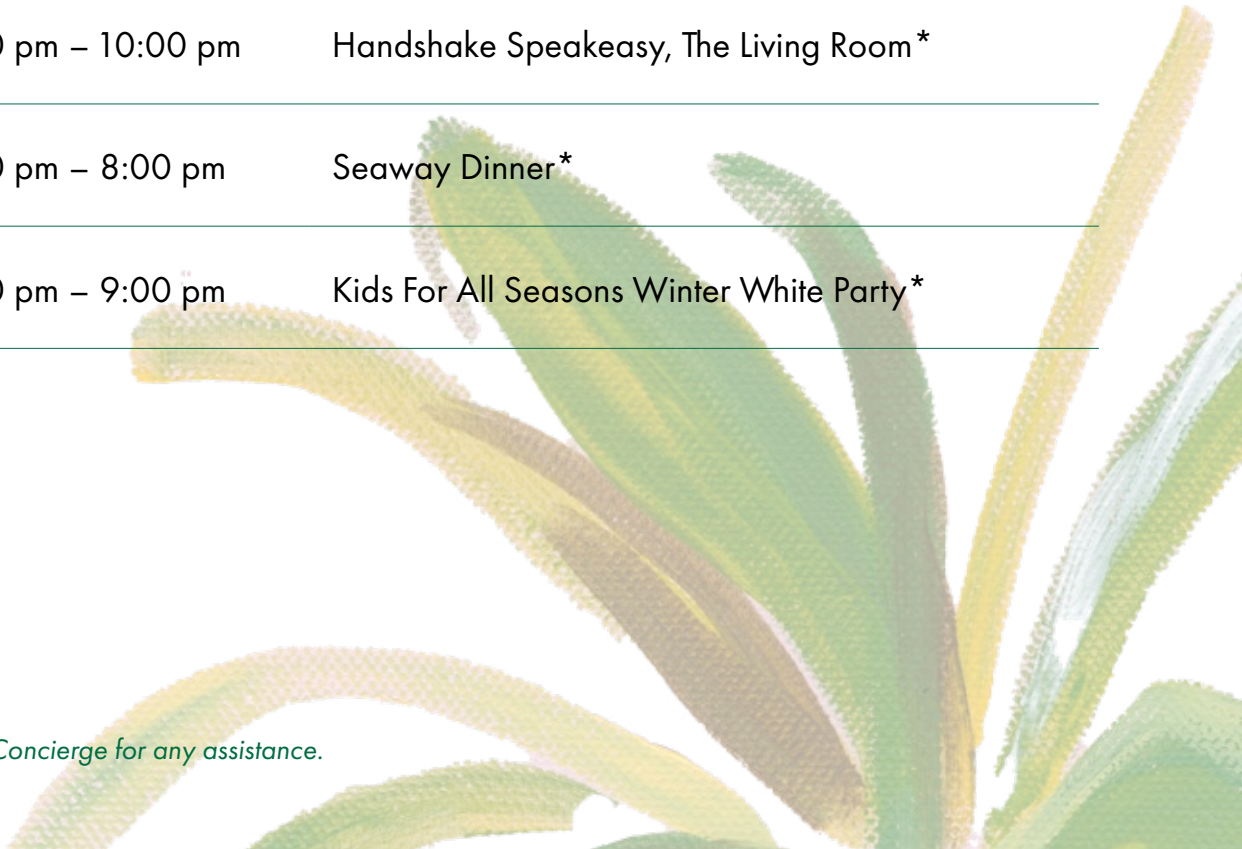 pm – 10:00 pm Handshake Speakeasy, The Living Room*
pm – 8:00 pm Seaway Dinner*
pm – 9:00 pm Kids For All Seasons Winter White Party*
Concierge for any assistance.